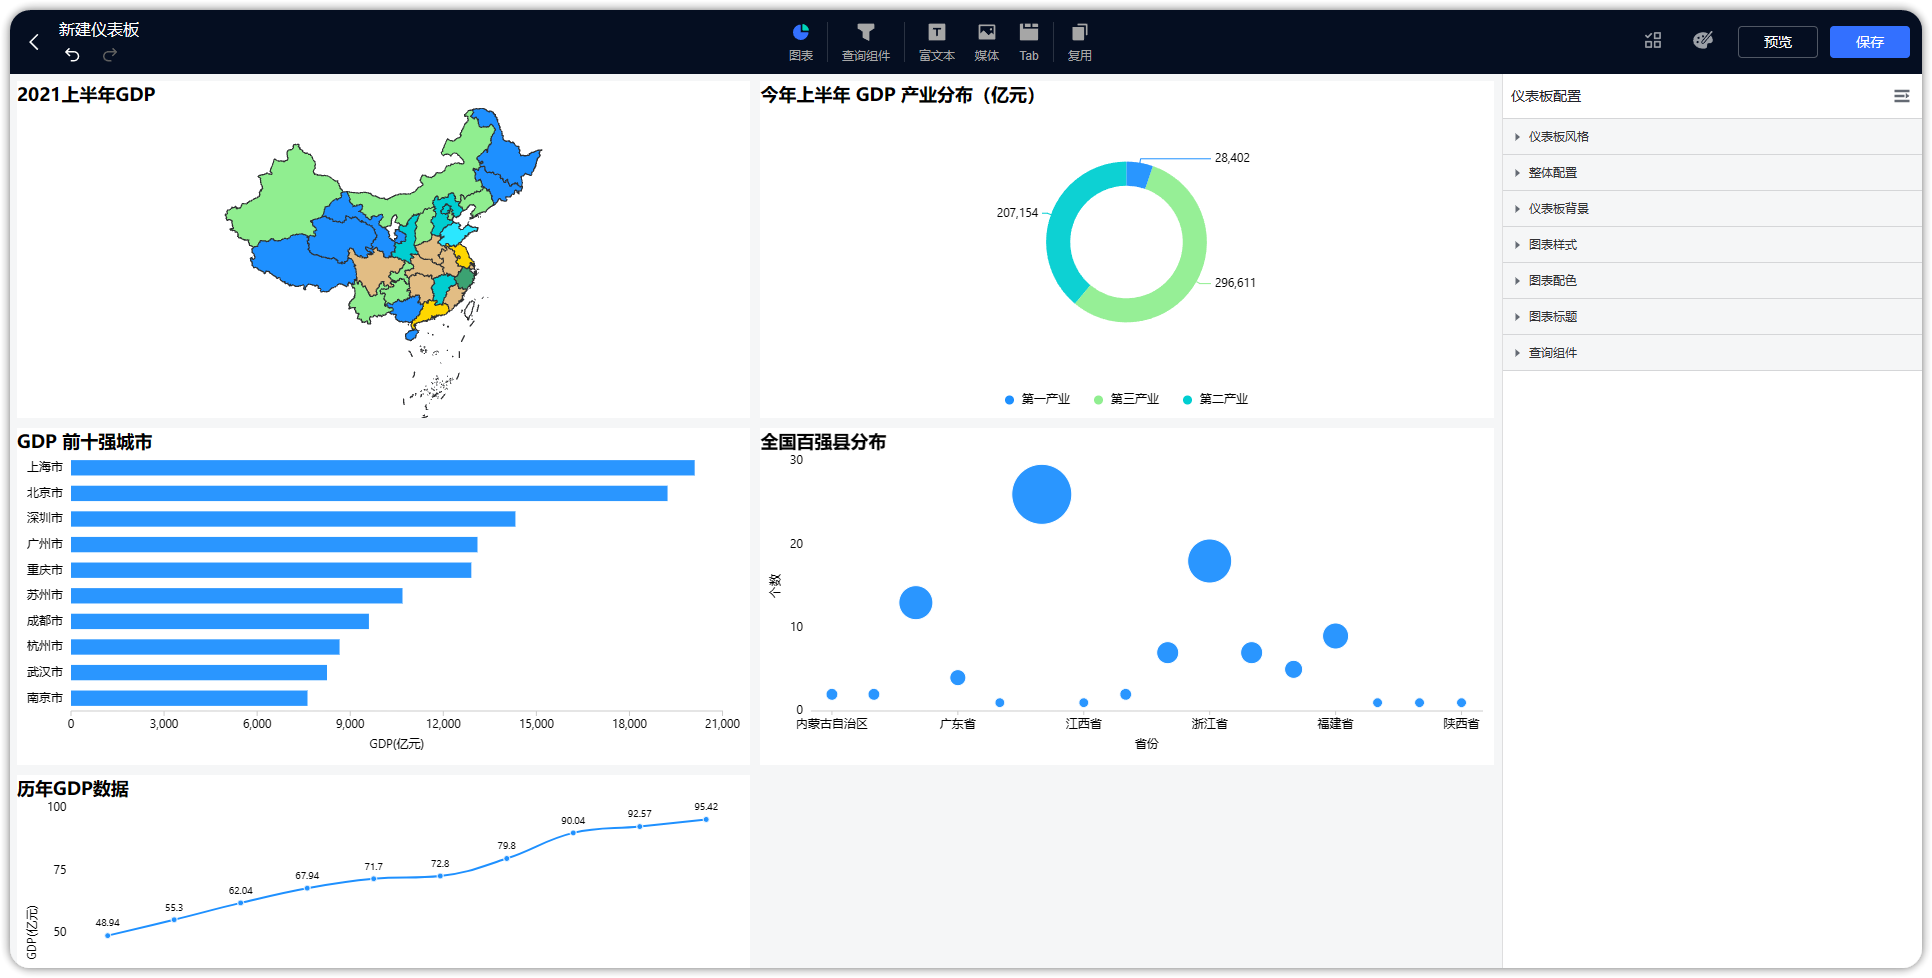 新建仪表板
图表
查询组件
富文本
媒体
Tab
复用
预览
保存
2021上半年GDP
今年上半年 GDP 产业分布（亿元）
28,402
207,154
296,611
第一产业
第三产业
第二产业
仪表板配置
仪表板风格
整体配置
仪表板背景
图表样式
图表配色
图表标题
查询组件
GDP 前十强城市
上海市
北京市
深圳市
广州市
重庆市
苏州市
成都市
杭州市
武汉市
南京市
0 3,000 6,000 9,000 12,000 15,000 18,000 21,000
GDP(亿元)
全国百强县分布
30
20
10
0
个数
内蒙古自治区 广东省 江西省 浙江省 福建省 陕西省
省份
历年GDP数据
100
75
50
GDP(亿元)
48.94 55.3 62.04 67.94 71.7 72.8 79.8 90.04 92.57 95.42